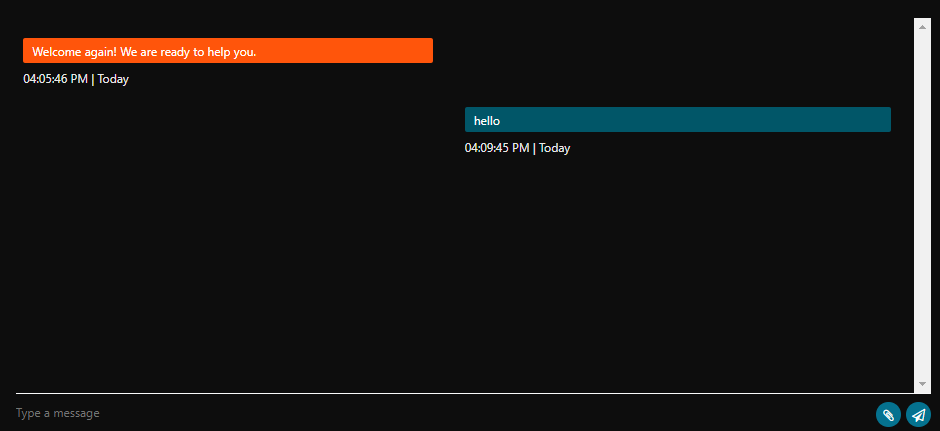 Welcome again! We are ready to help you.
04:05:46 PM | Today
hello
04:09:45 PM | Today
Type a message